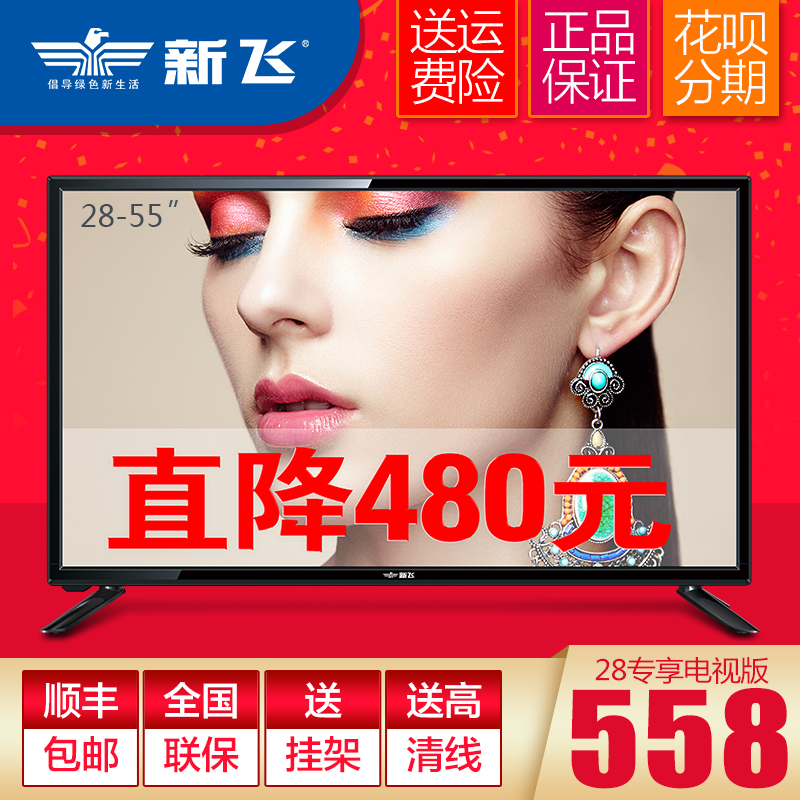 新飞®
倡导绿色新生活
送运
费险
正品
保证
花呗
分期
28-55″
直降480元
新飞
28专享电视版
558
顺丰
包邮
全国
联保
送
挂架
送高
清线